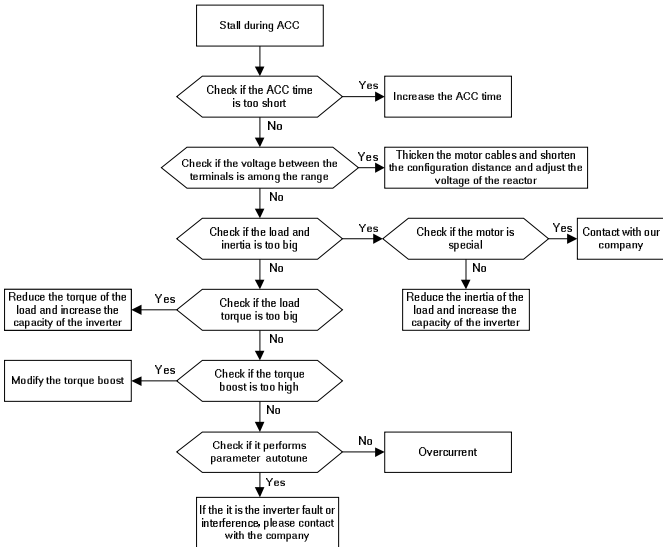 Stall during ACC
Check if the ACC time
is too short
Yes
Increase the ACC time
No
Check if the voltage between the
terminals is among the range
Yes
Thicken the motor cables and shorten
the configuration distance and adjust the
voltage of the reactor
No
Check if the load and
inertia is too big
Yes
Check if the motor is
special
Yes
Contact with our
company
No
No
Reduce the torque of the
load and increase the
capacity of the inverter
Yes
Check if the load
torque is too big
Reduce the inertia of the
load and increase the
capacity of the inverter
No
Modify the torque boost
Yes
Check if the torque
boost is too high
No
Check if it performs
parameter autotune
No
Overcurrent
Yes
If the it is the inverter fault or
interference, please contact
with the company